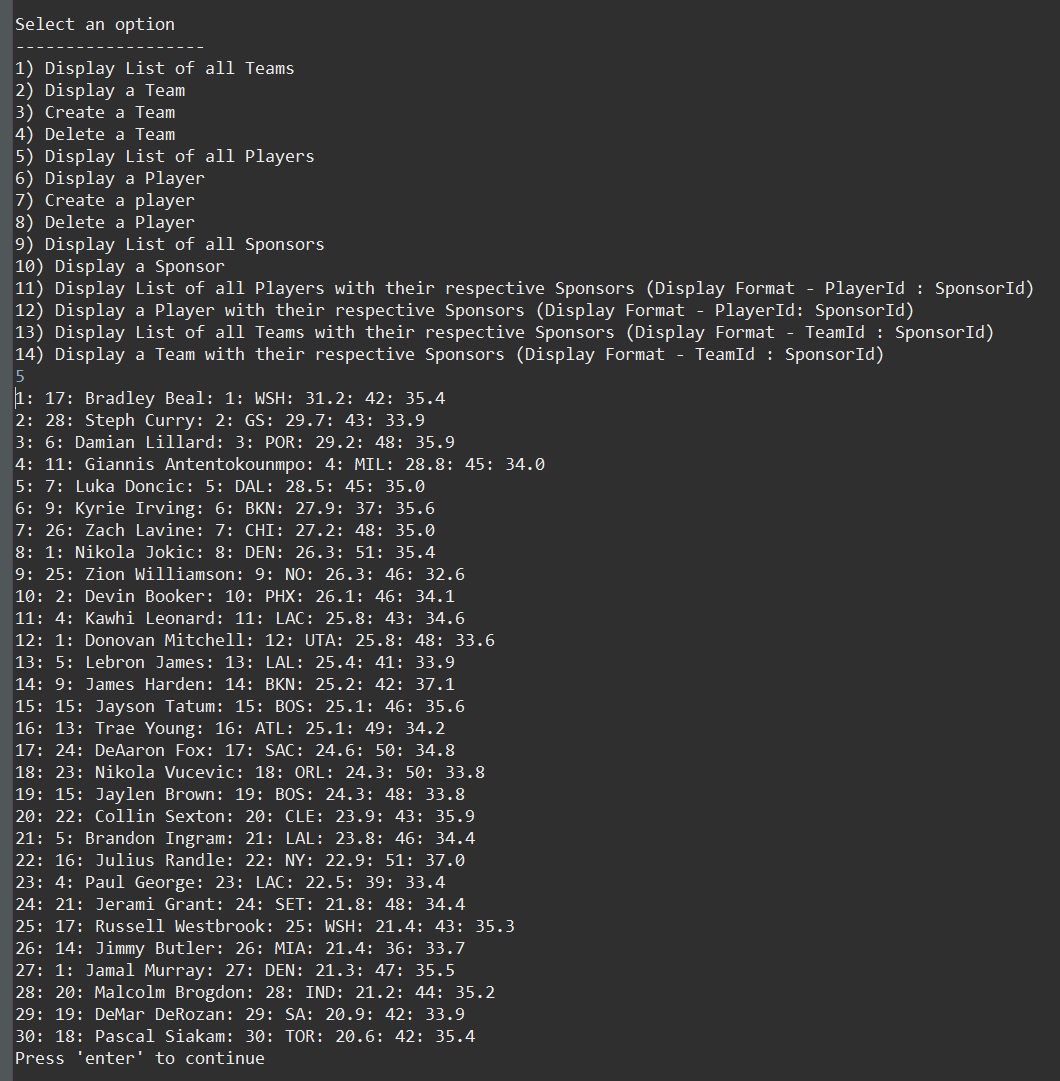 Select an option
-------------------
1) Display List of all Teams
2) Display a Team
3) Create a Team
4) Delete a Team
5) Display List of all Players
6) Display a Player
7) Create a player
8) Delete a Player
9) Display List of all Sponsors
10) Display a Sponsor
11) Display List of all Players with their respective Sponsors (Display Format - PlayerId : SponsorId)
12) Display a Player with their respective Sponsors (Display Format - PlayerId: SponsorId)
13) Display List of all Teams with their respective Sponsors (Display Format - TeamId : SponsorId)
14) Display a Team with their respective Sponsors (Display Format - TeamId : SponsorId)
5
1: 17: Bradley Beal: 1: WSH: 31.2: 42: 35.4
2: 28: Steph Curry: 2: GS: 29.7: 43: 33.9
3: 6: Damian Lillard: 3: POR: 29.2: 48: 35.9
4: 11: Giannis Antentokounmpo: 4: MIL: 28.8: 45: 34.0
5: 7: Luka Doncic: 5: DAL: 28.5: 45: 35.0
6: 9: Kyrie Irving: 6: BKN: 27.9: 37: 35.6
7: 26: Zach Lavine: 7: CHI: 27.2: 48: 35.0
8: 1: Nikola Jokic: 8: DEN: 26.3: 51: 35.4
9: 25: Zion Williamson: 9: NO: 26.3: 46: 32.6
10: 2: Devin Booker: 10: PHX: 26.1: 46: 34.1
11: 4: Kawhi Leonard: 11: LAC: 25.8: 43: 34.6
12: 1: Donovan Mitchell: 12: UTA: 25.8: 48: 33.6
13: 5: Lebron James: 13: LAL: 25.4: 41: 33.9
14: 9: James Harden: 14: BKN: 25.2: 42: 37.1
15: 15: Jayson Tatum: 15: BOS: 25.1: 46: 35.6
16: 13: Trae Young: 16: ATL: 25.1: 49: 34.2
17: 24: DeAaron Fox: 17: SAC: 24.6: 50: 34.8
18: 23: Nikola Vucevic: 18: ORL: 24.3: 50: 33.8
19: 15: Jaylen Brown: 19: BOS: 24.3: 48: 33.8
20: 22: Collin Sexton: 20: CLE: 23.9: 43: 35.9
21: 5: Brandon Ingram: 21: LAL: 23.8: 46: 34.4
22: 16: Julius Randle: 22: NY: 22.9: 51: 37.0
23: 4: Paul George: 23: LAC: 22.5: 39: 33.4
24: 21: Jerami Grant: 24: SET: 21.8: 48: 34.4
25: 17: Russell Westbrook: 25: WSH: 21.4: 43: 35.3
26: 14: Jimmy Butler: 26: MIA: 21.4: 36: 33.7
27: 1: Jamal Murray: 27: DEN: 21.3: 47: 35.5
28: 20: Malcolm Brogdon: 28: IND: 21.2: 44: 35.2
29: 19: DeMar DeRozan: 29: SA: 20.9: 42: 33.9
30: 18: Pascal Siakam: 30: TOR: 20.6: 42: 35.4
Press 'enter' to continue